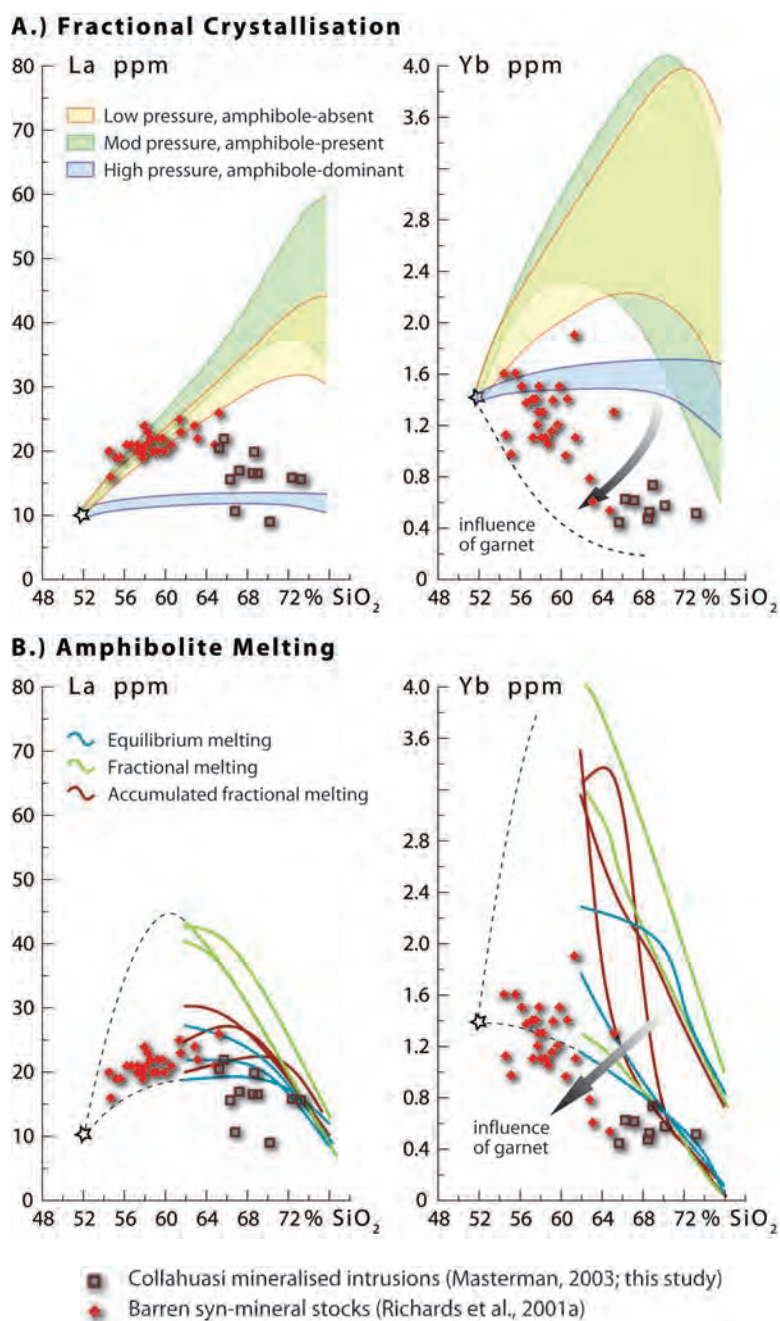 A.) Fractional Crystallisation
La ppm
Yb ppm
80
70
60
50
40
30
20
10
0
4.0
3.6
3.2
2.8
2.4
2.0
1.6
1.2
0.8
0.4
0
Low pressure, amphibole-absent
Mod pressure, amphibole-present
High pressure, amphibole-dominant
influence
of garnet
48 52 56 60 64 68 72 % SiO₂
48 52 56 60 64 68 72 % SiO₂
B.) Amphibolite Melting
La ppm
Yb ppm
80
70
60
50
40
30
20
10
0
4.0
3.6
3.2
2.8
2.4
2.0
1.6
1.2
0.8
0.4
0
Equilibrium melting
Fractional melting
Accumulated fractional melting
influence
of garnet
48 52 56 60 64 68 72 % SiO₂
48 52 56 60 64 68 72 % SiO₂
Collahuasi mineralised intrusions (Masterman, 2003; this study)
Barren syn-mineral stocks (Richards et al., 2001a)